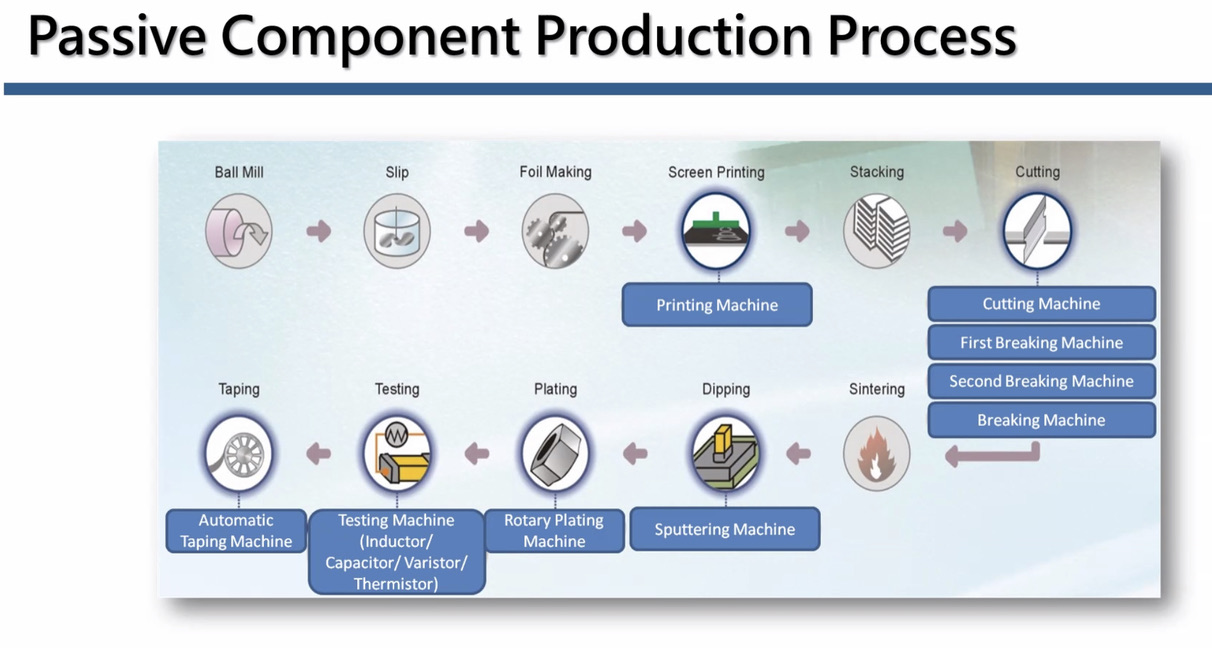 Passive Component Production Process
Ball Mill
Slip
Foil Making
Screen Printing
Stacking
Cutting
Printing Machine
Cutting Machine
First Breaking Machine
Second Breaking Machine
Breaking Machine
Taping
Testing
Plating
Dipping
Sintering
Automatic
Taping Machine
Testing Machine
(Inductor/
Capacitor/ Varistor/
Thermistor)
Rotary Plating
Machine
Sputtering Machine